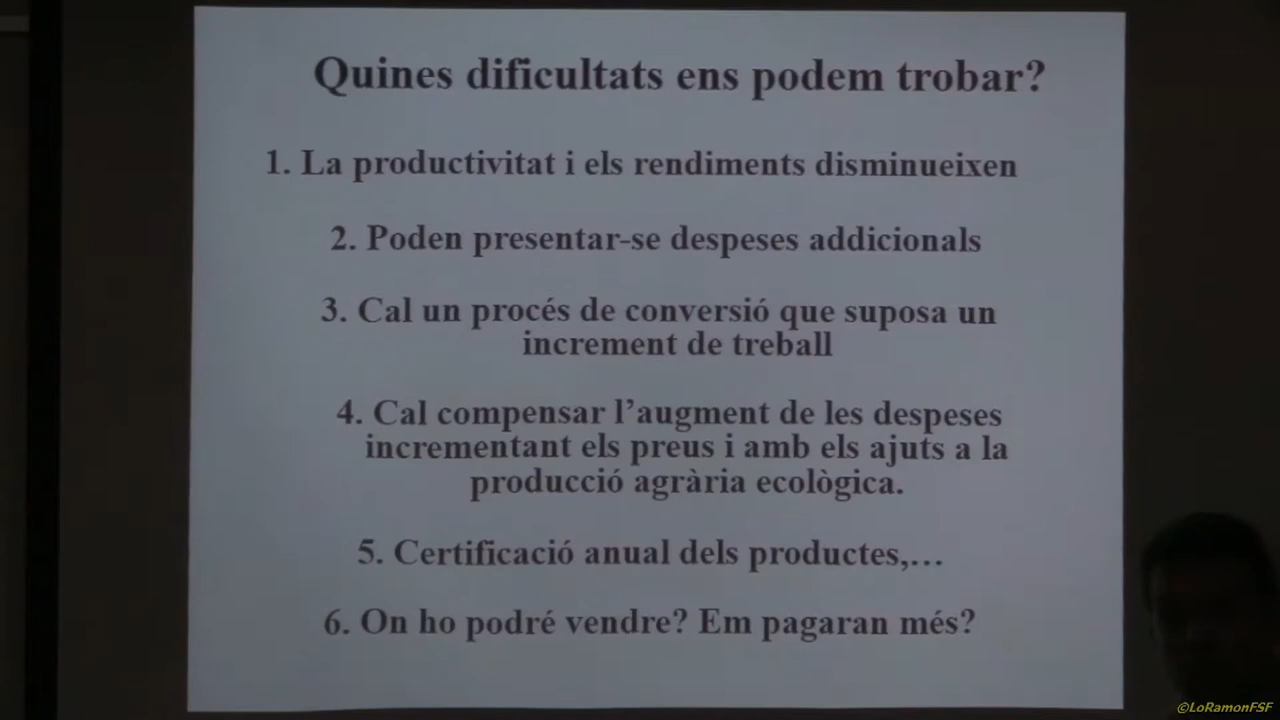 Quines dificultats ens podem trobar?
1. La productivitat i els rendiments disminueixen
2. Poden presentar-se despeses addicionals
3. Cal un procés de conversió que suposa un
increment de treball
4. Cal compensar l’augment de les despeses
incrementant els preus i amb els ajuts a la
producció agrària ecològica.
5. Certificació anual dels productes,…
6. On ho podré vendre? Em pagaran més?
©LoRamonFSF